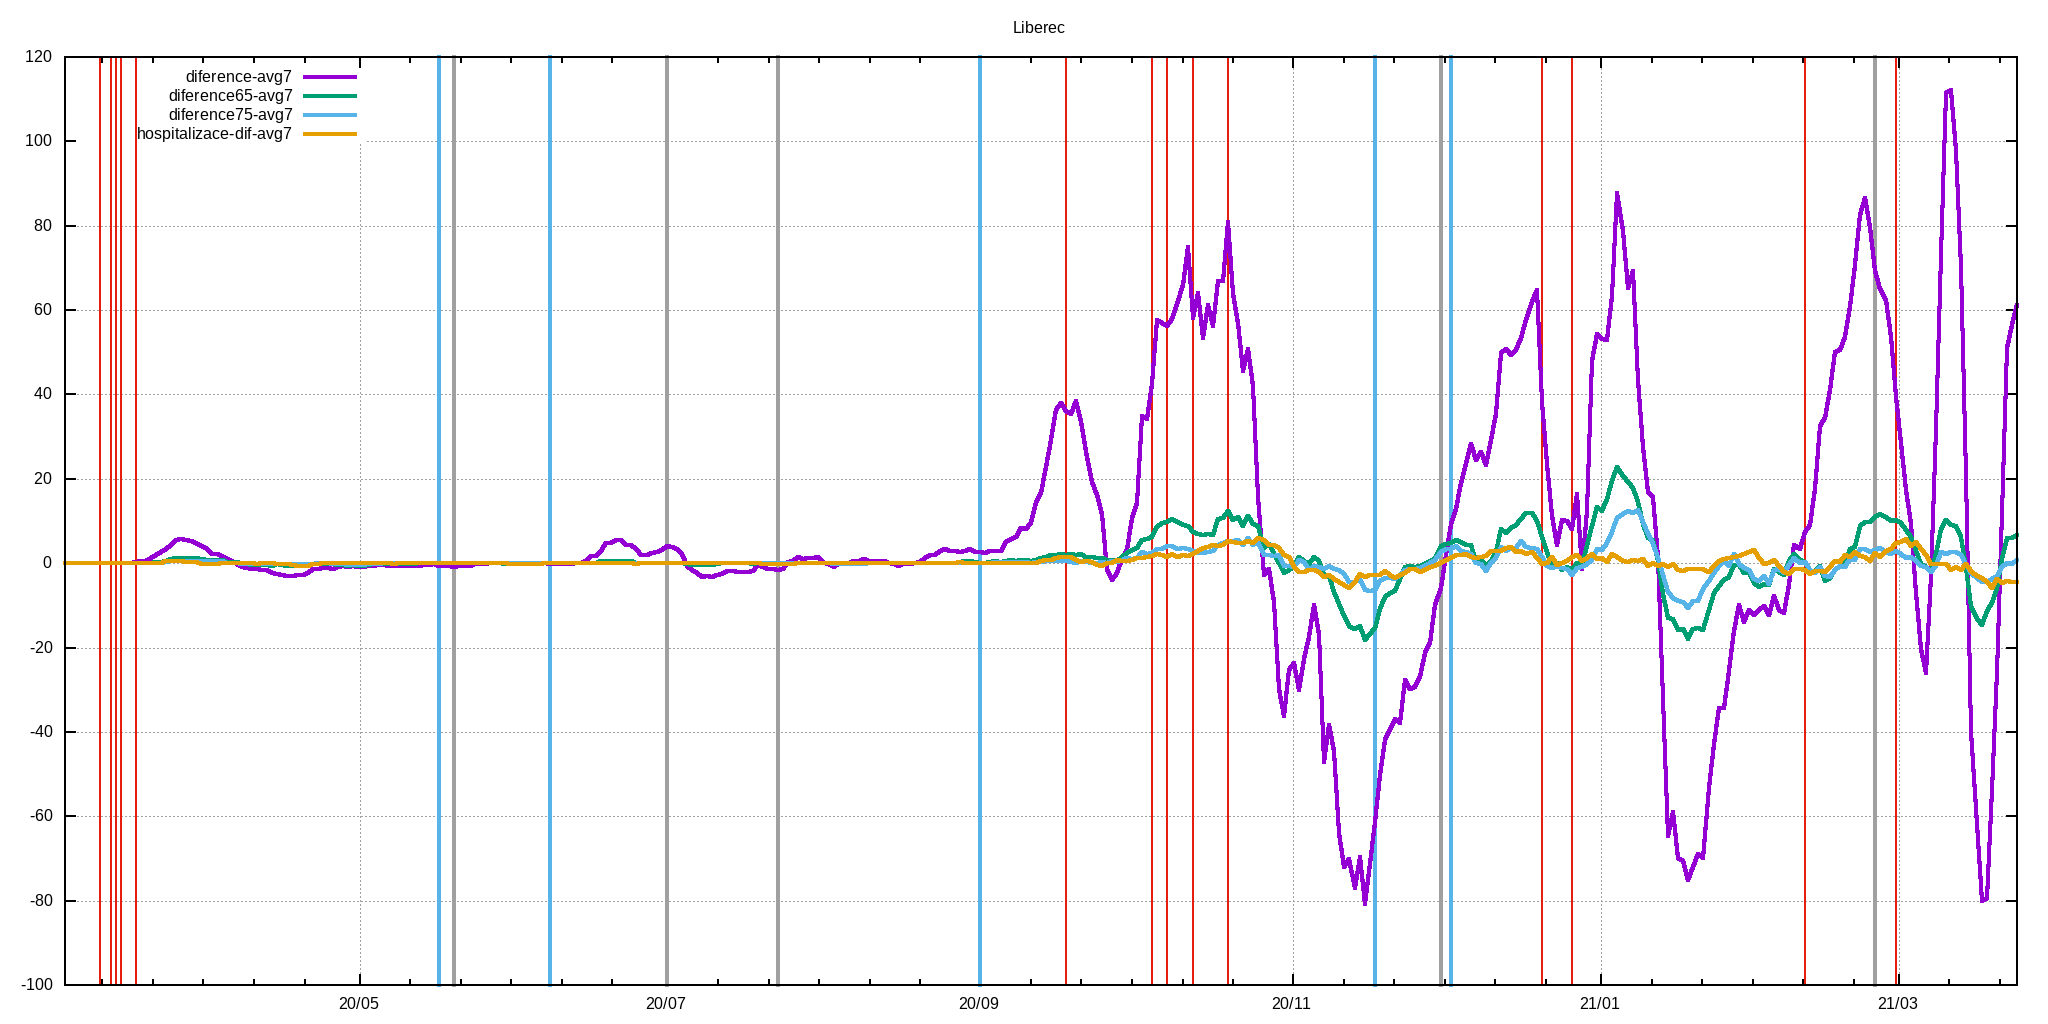 Liberec
120
100
80
60
40
20
0
-20
-40
-60
-80
-100
diference-avg7
diference65-avg7
diference75-avg7
hospitalizace-dif-avg7
20/05 20/07 20/09 20/11 21/01 21/03